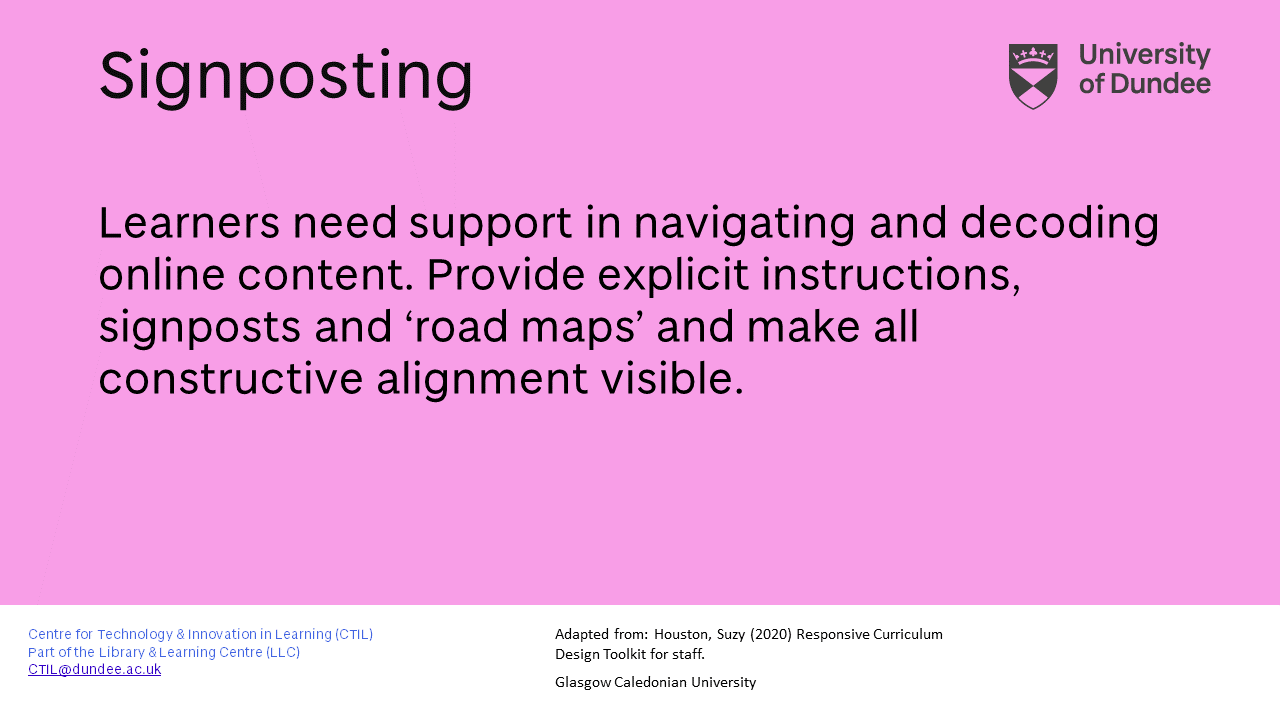 Signposting
University
of Dundee
Learners need support in navigating and decoding
online content. Provide explicit instructions,
signposts and ‘road maps’ and make all
constructive alignment visible.
Centre for Technology & Innovation in Learning (CTIL)
Part of the Library & Learning Centre (LLC)
CTIL@dundee.ac.uk
Adapted from: Houston, Suzy (2020) Responsive Curriculum
Design Toolkit for staff.
Glasgow Caledonian University